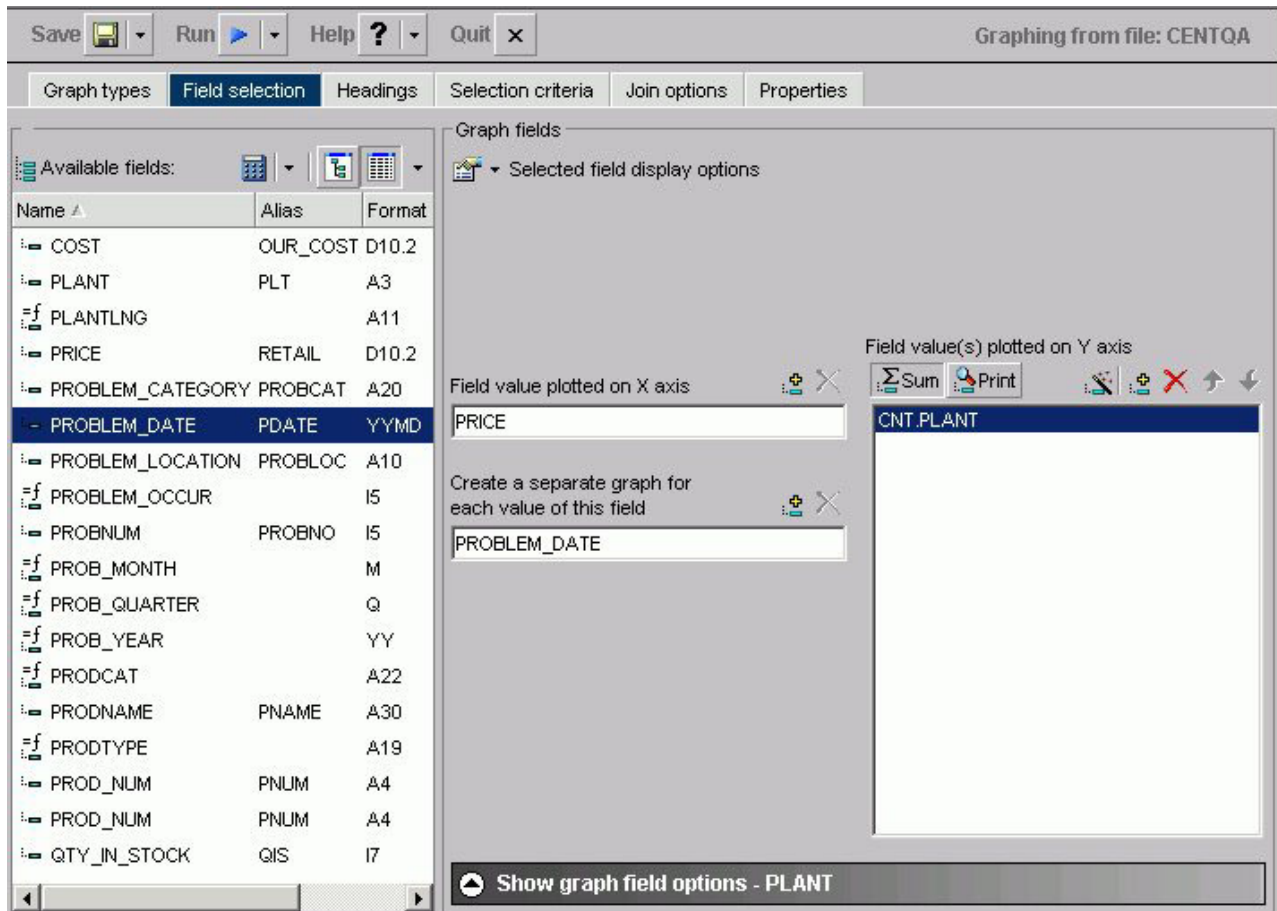 Save Run Help ? Quit x Graphing from file: CENTQA
Graph types Field selection Headings Selection criteria Join options Properties
Available fields:
Name Alias Format
COST OUR_COST D10.2
PLANT PLT A3
PLANTLNG A11
PRICE RETAIL D10.2
PROBLEM_CATEGORY PROBCAT A20
PROBLEM_DATE PDATE YYMD
PROBLEM_LOCATION PROBLOC A10
PROBLEM_OCCUR I5
PROBNUM PROBNO I5
PROB_MONTH M
PROB_QUARTER Q
PROB_YEAR YY
PRODCAT A22
PRODNAME PNAME A30
PRODTYPE A19
PROD_NUM PNUM A4
PROD_NUM PNUM A4
QTY_IN_STOCK QIS I7
Graph fields
Selected field display options
Field value plotted on X axis
PRICE
Create a separate graph for
each value of this field
PROBLEM_DATE
Field value(s) plotted on Y axis
Sum Print
CNT.PLANT
Show graph field options - PLANT